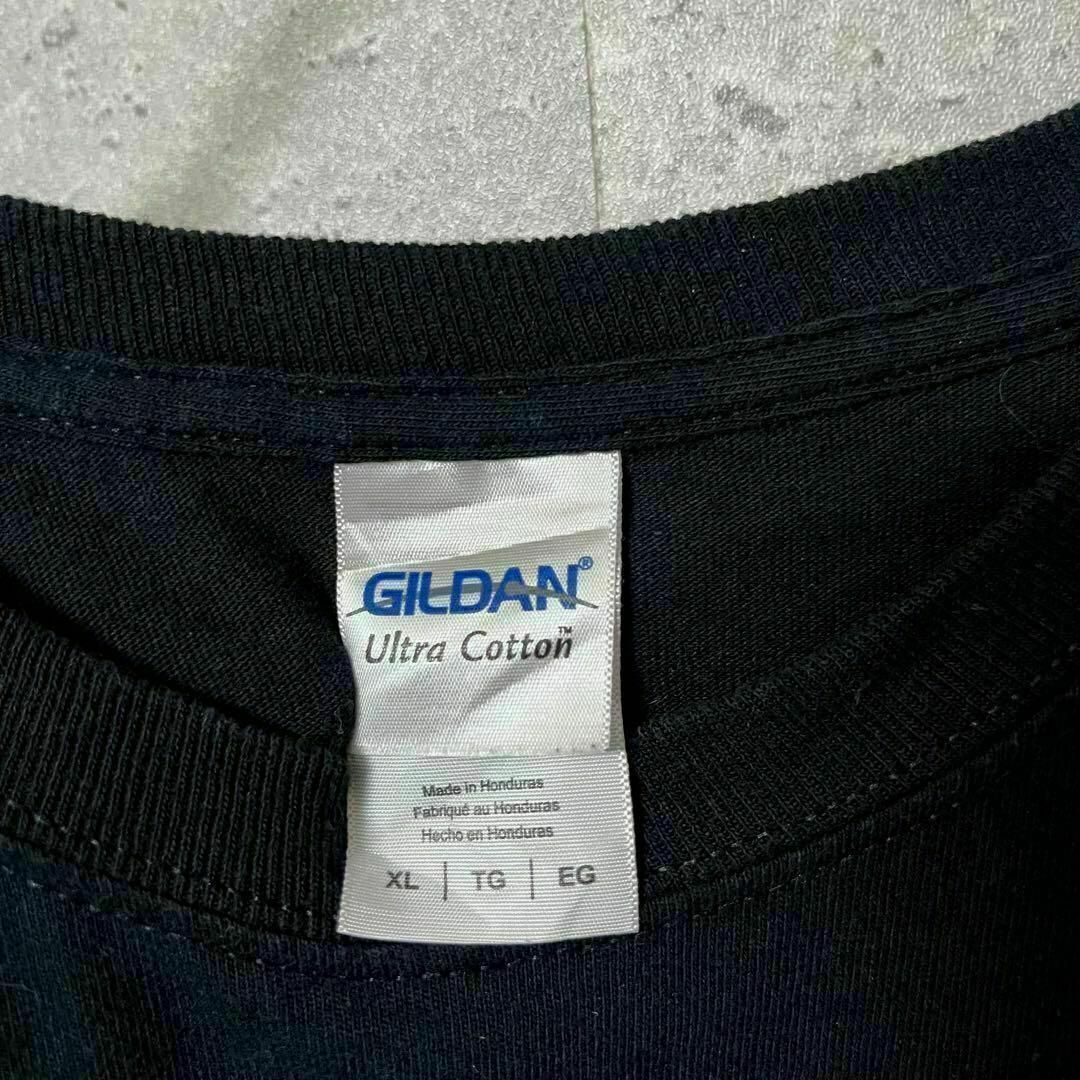 GILDAN®
Ultra Cotton™
Made in Honduras
Fabriqué au Honduras
Hecho en Honduras
XL | TG | EG